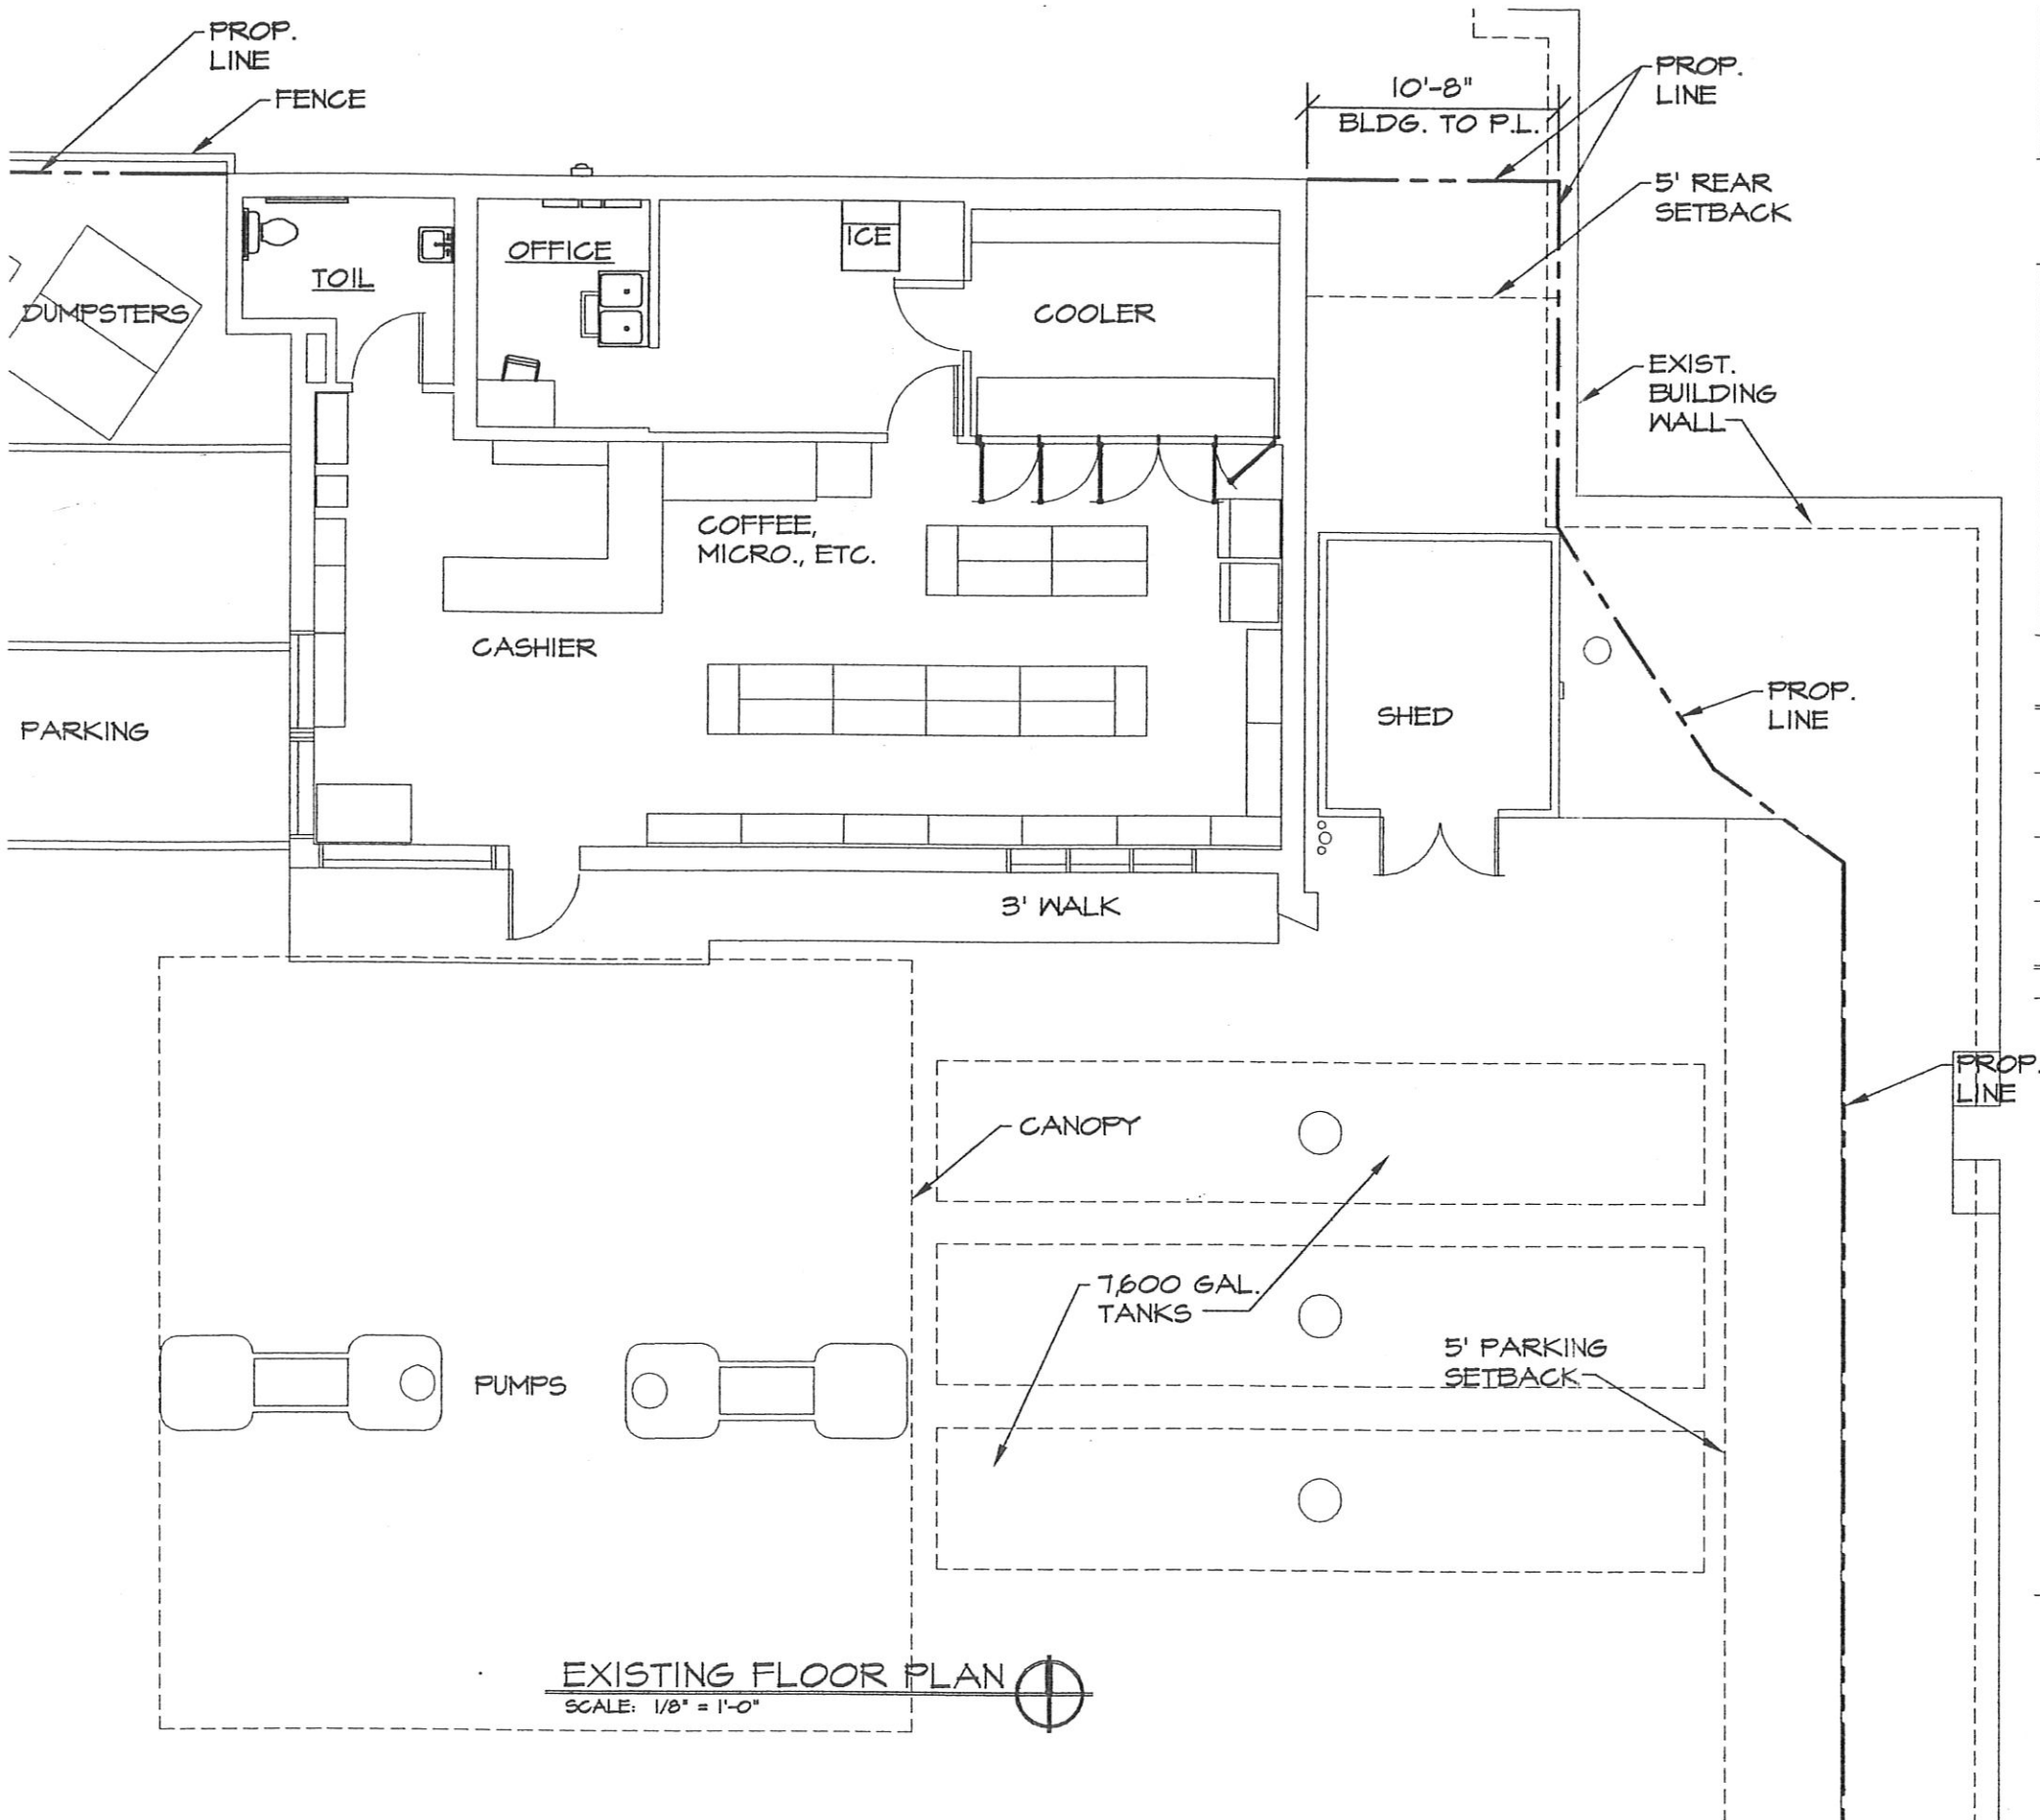 PROP.
LINE
FENCE
10'-8"
BLDG. TO P.L.
PROP.
LINE
5' REAR
SETBACK
TOIL
OFFICE
ICE
COOLER
DUMPSTERS
EXIST.
BUILDING
WALL
COFFEE,
MICRO., ETC.
CASHIER
PARKING
SHED
PROP.
LINE
3' WALK
PROP.
LINE
CANOPY
7,600 GAL.
TANKS
5' PARKING
SETBACK
PUMPS
EXISTING FLOOR PLAN
SCALE: 1/8" = 1'-0"